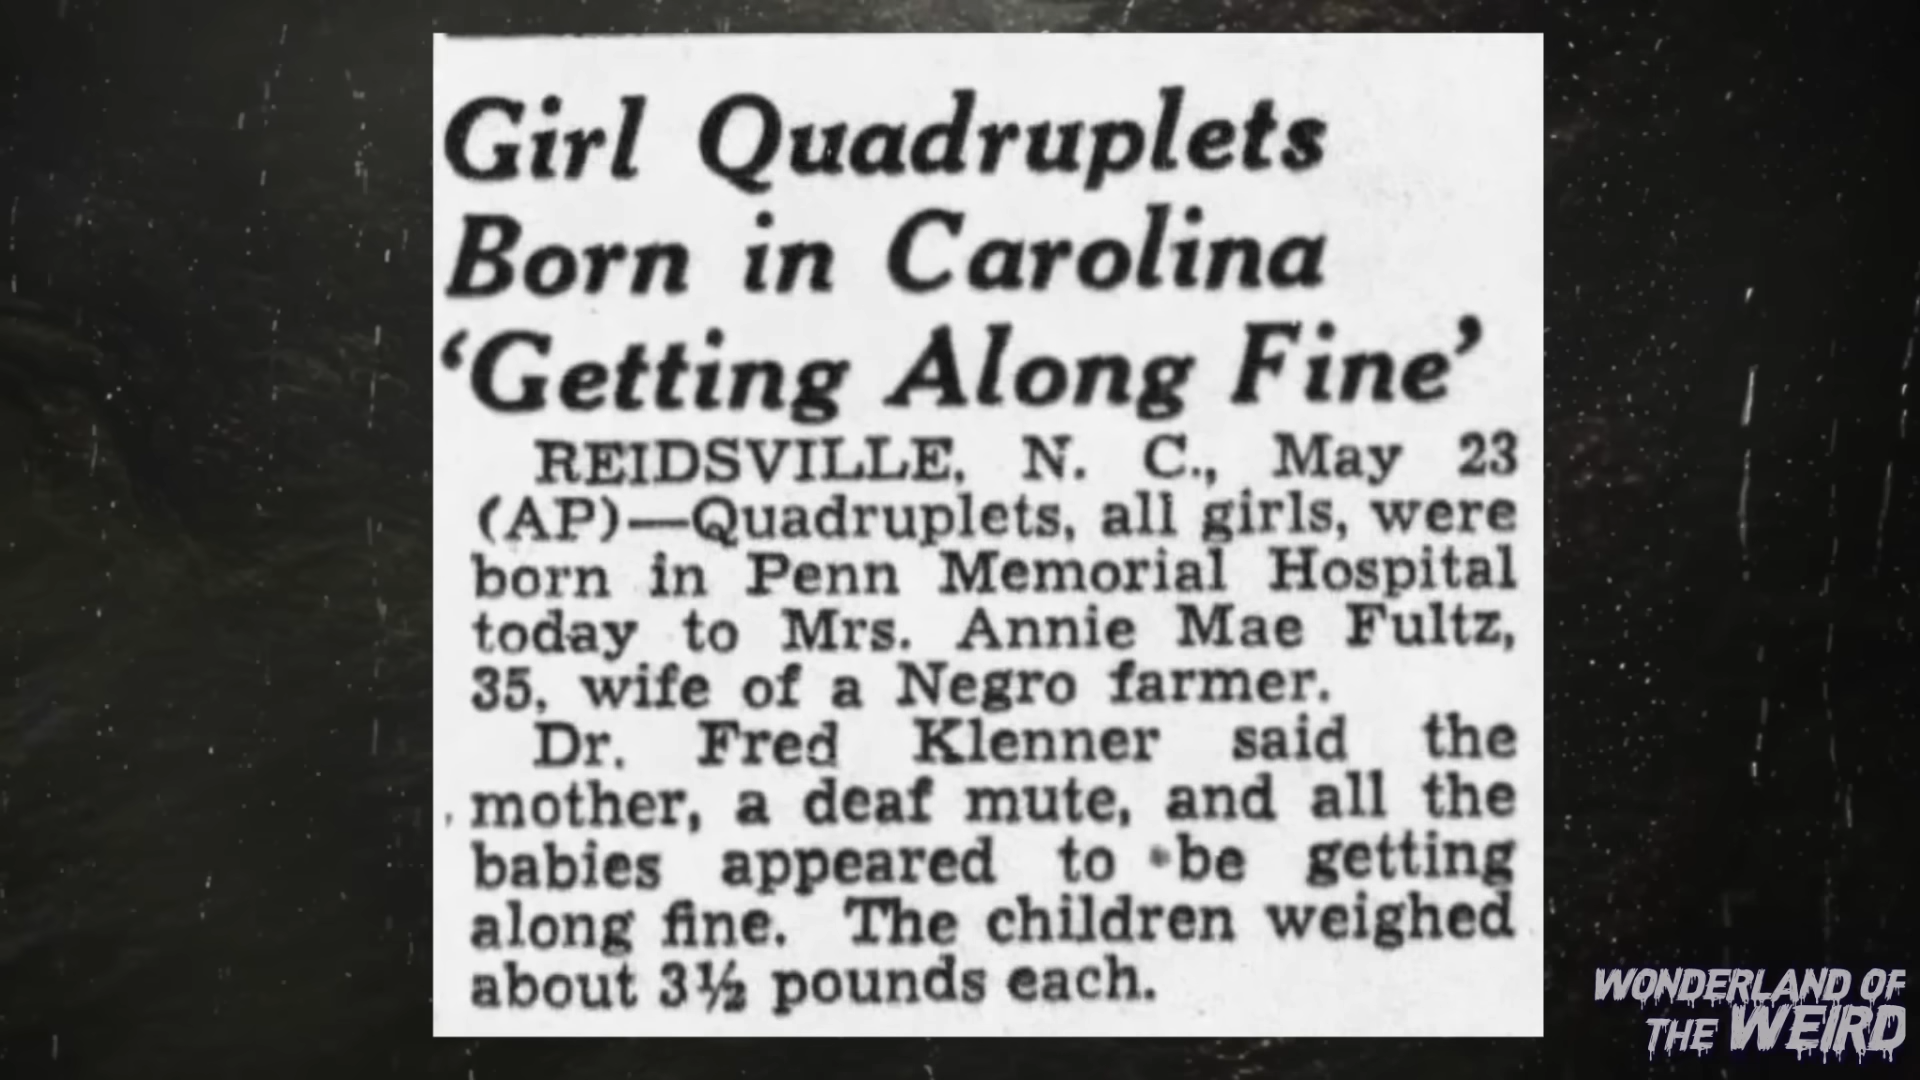 Girl Quadruplets
Born in Carolina
‘Getting Along Fine’
REIDSVILLE, N. C., May 23
(AP)—Quadruplets, all girls, were
born in Penn Memorial Hospital
today to Mrs. Annie Mae Fultz,
35, wife of a Negro farmer.
Dr. Fred Klenner said the
mother, a deaf mute, and all the
babies appeared to be getting
along fine. The children weighed
about 3½ pounds each.
WONDERLAND OF
THE WEIRD